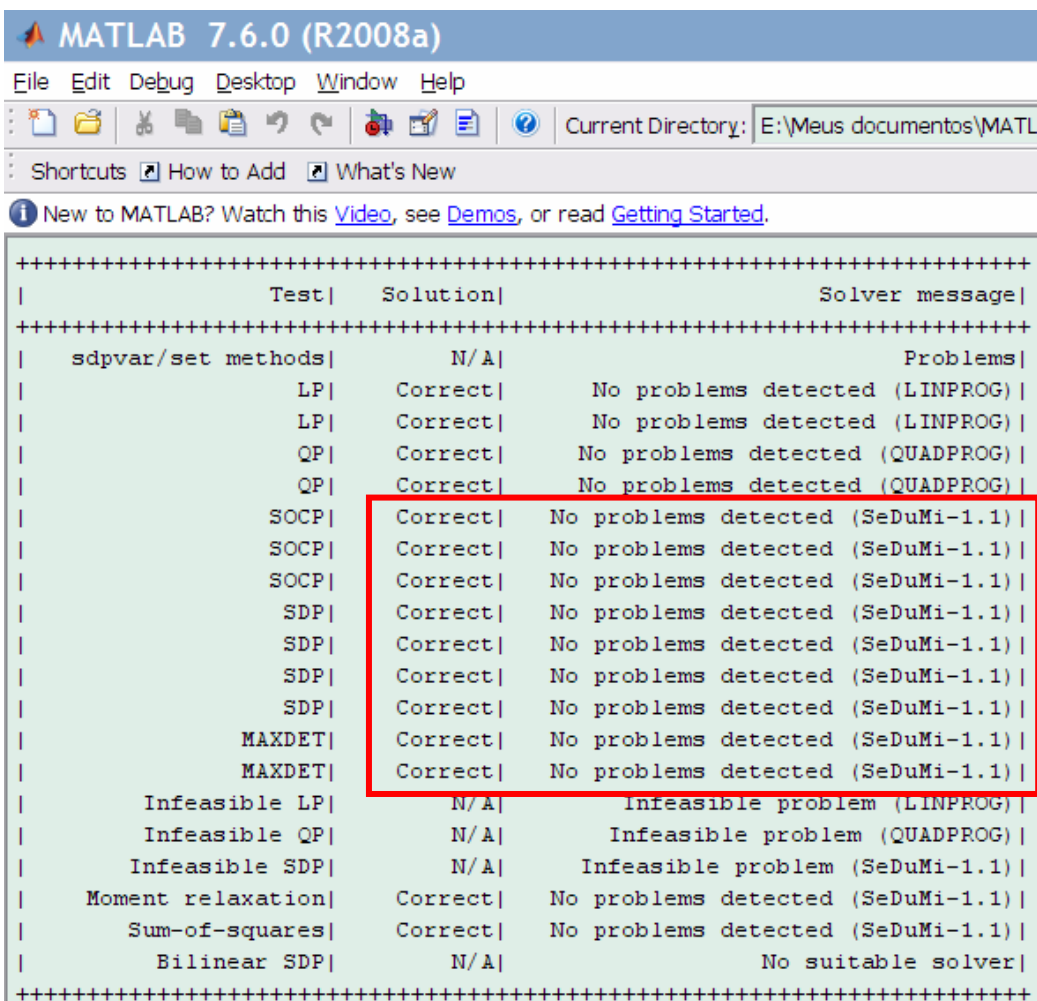 MATLAB 7.6.0 (R2008a)
File Edit Debug Desktop Window Help
Current Directory: E:\Meus documentos\MATL
Shortcuts How to Add What's New
New to MATLAB? Watch this Video, see Demos, or read Getting Started.
++++++++++++++++++++++++++++++++++++++++++++++++++++++++++++++++++++++++
| Test| Solution| Solver message|
++++++++++++++++++++++++++++++++++++++++++++++++++++++++++++++++++++++++
| sdpvar/set methods| N/A| Problems|
| LP| Correct| No problems detected (LINPROG)|
| LP| Correct| No problems detected (LINPROG)|
| QP| Correct| No problems detected (QUADPROG)|
| QP| Correct| No problems detected (QUADPROG)|
| SOCP| Correct| No problems detected (SeDuMi-1.1)|
| SOCP| Correct| No problems detected (SeDuMi-1.1)|
| SOCP| Correct| No problems detected (SeDuMi-1.1)|
| SDP| Correct| No problems detected (SeDuMi-1.1)|
| SDP| Correct| No problems detected (SeDuMi-1.1)|
| SDP| Correct| No problems detected (SeDuMi-1.1)|
| SDP| Correct| No problems detected (SeDuMi-1.1)|
| MAXDET| Correct| No problems detected (SeDuMi-1.1)|
| MAXDET| Correct| No problems detected (SeDuMi-1.1)|
| Infeasible LP| N/A| Infeasible problem (LINPROG)|
| Infeasible QP| N/A| Infeasible problem (QUADPROG)|
| Infeasible SDP| N/A| Infeasible problem (SeDuMi-1.1)|
| Moment relaxation| Correct| No problems detected (SeDuMi-1.1)|
| Sum-of-squares| Correct| No problems detected (SeDuMi-1.1)|
| Bilinear SDP| N/A| No suitable solver|
++++++++++++++++++++++++++++++++++++++++++++++++++++++++++++++++++++++++